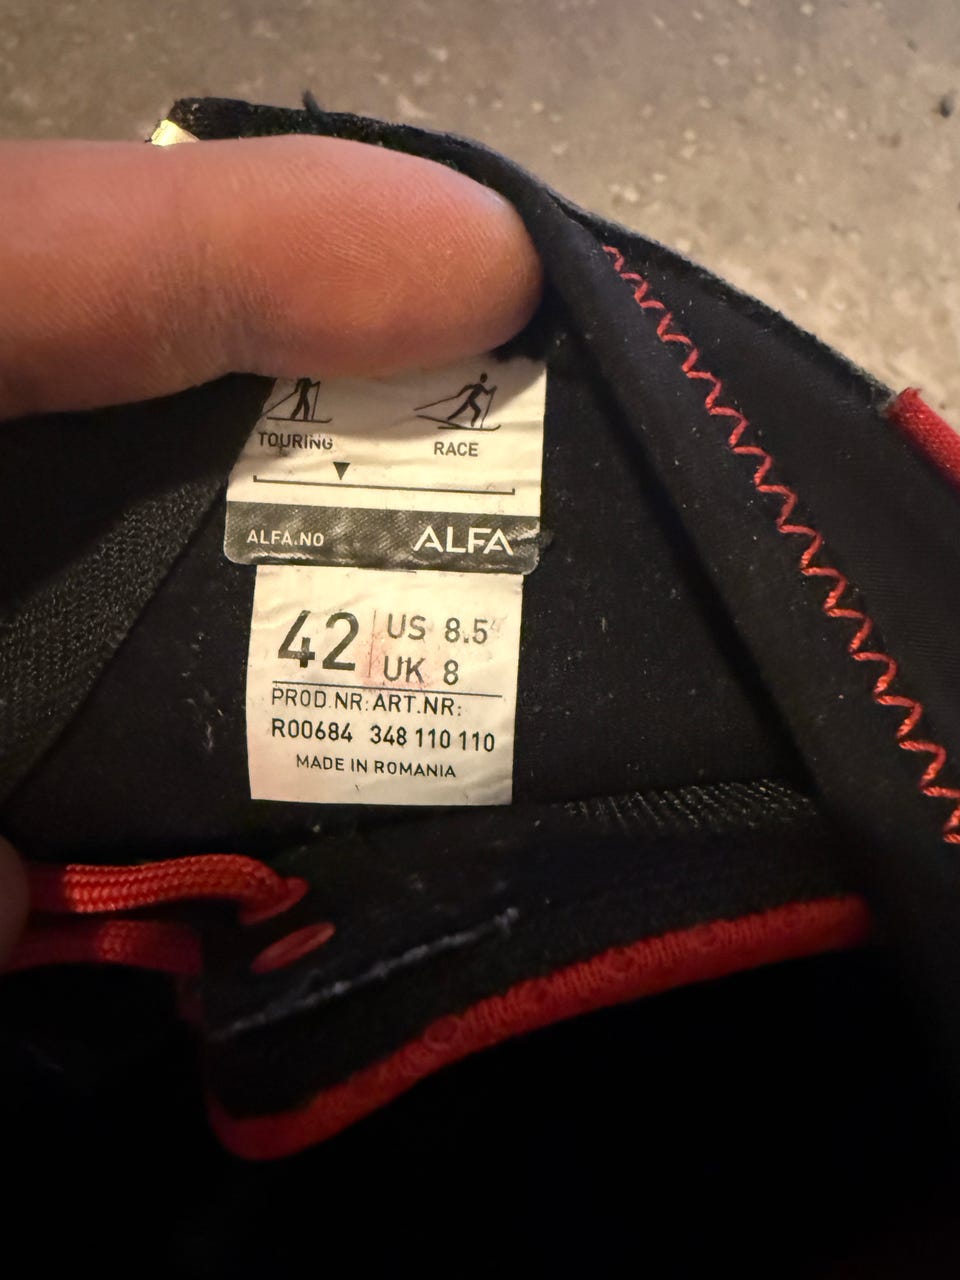 TOURING RACE
ALFA.NO ALFA
42 US 8.5
UK 8
PROD.NR: ART.NR:
R00684 348 110 110
MADE IN ROMANIA